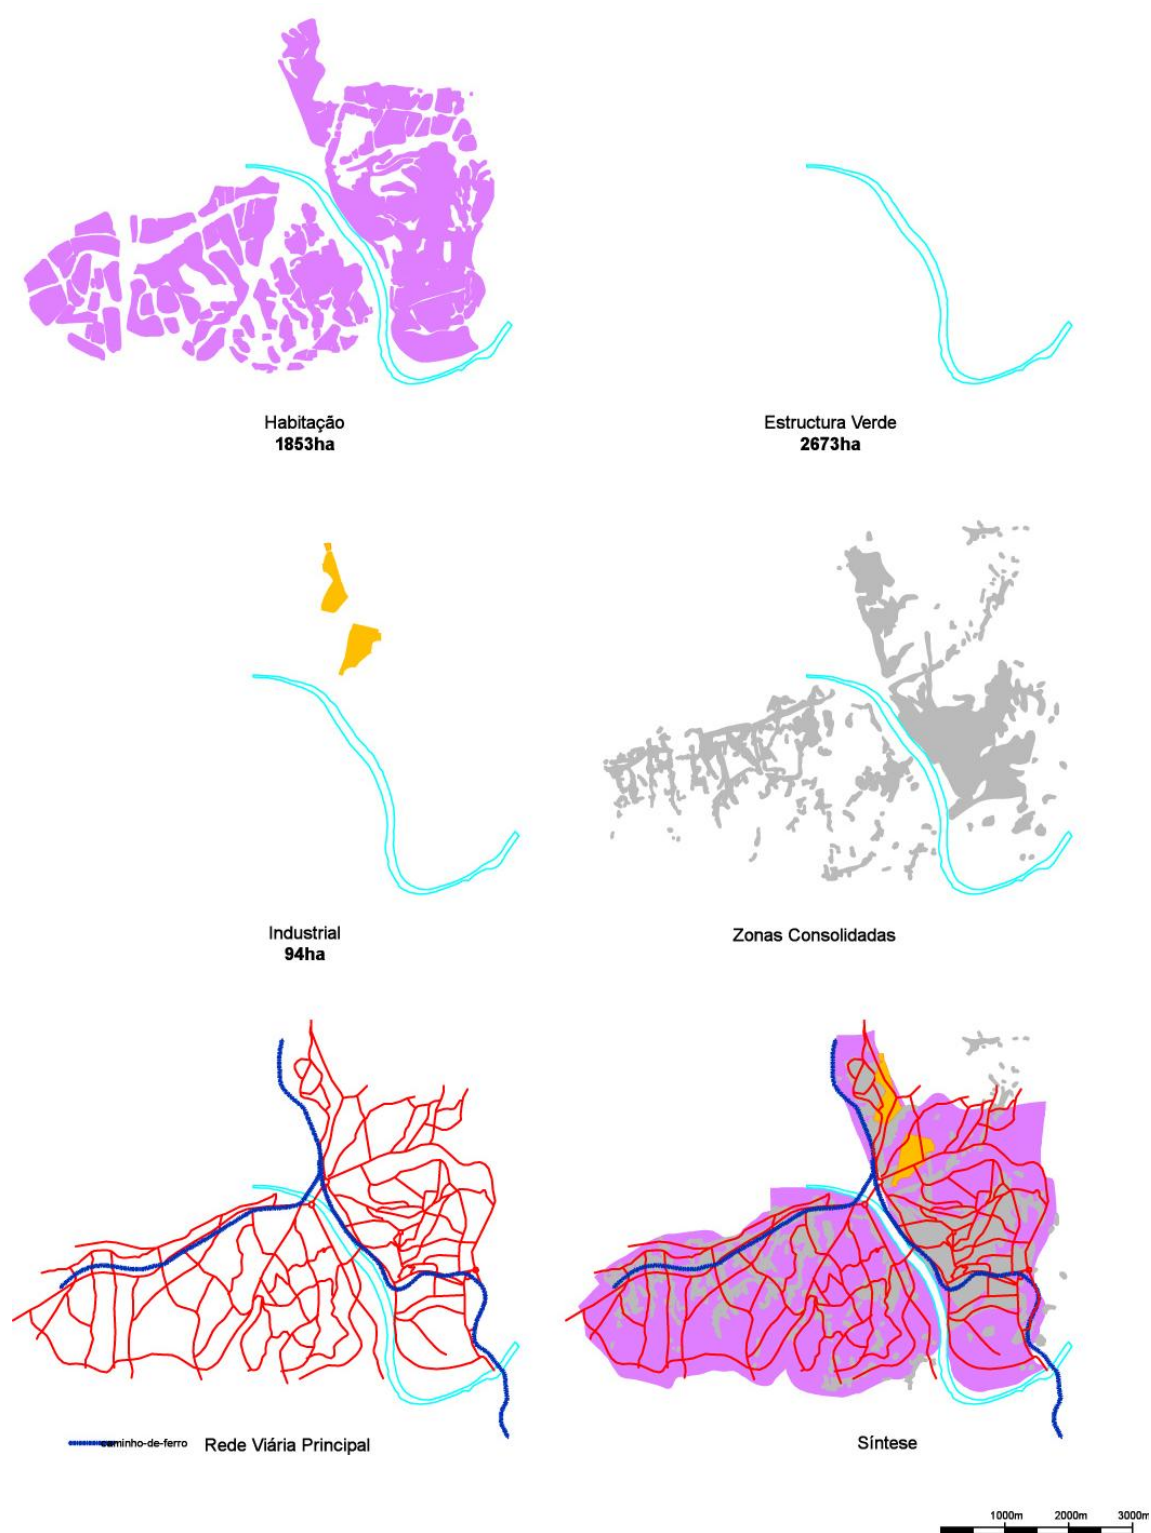 Habitação
1853ha
Estructura Verde
2673ha
Industrial
94ha
Zonas Consolidadas
caminho-de-ferro
Rede Viária Principal
Síntese
1000m 2000m 3000m